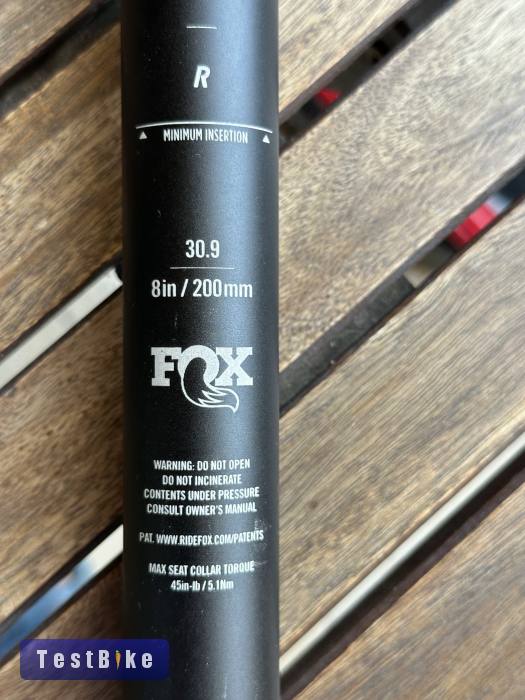 R
MINIMUM INSERTION
30.9
8in / 200mm
FOX
WARNING: DO NOT OPEN
DO NOT INCINERATE
CONTENTS UNDER PRESSURE
CONSULT OWNER'S MANUAL
PAT. WWW.RIDEFOX.COM/PATENTS
MAX SEAT COLLAR TORQUE
45in-lb / 5.1Nm
TestBike